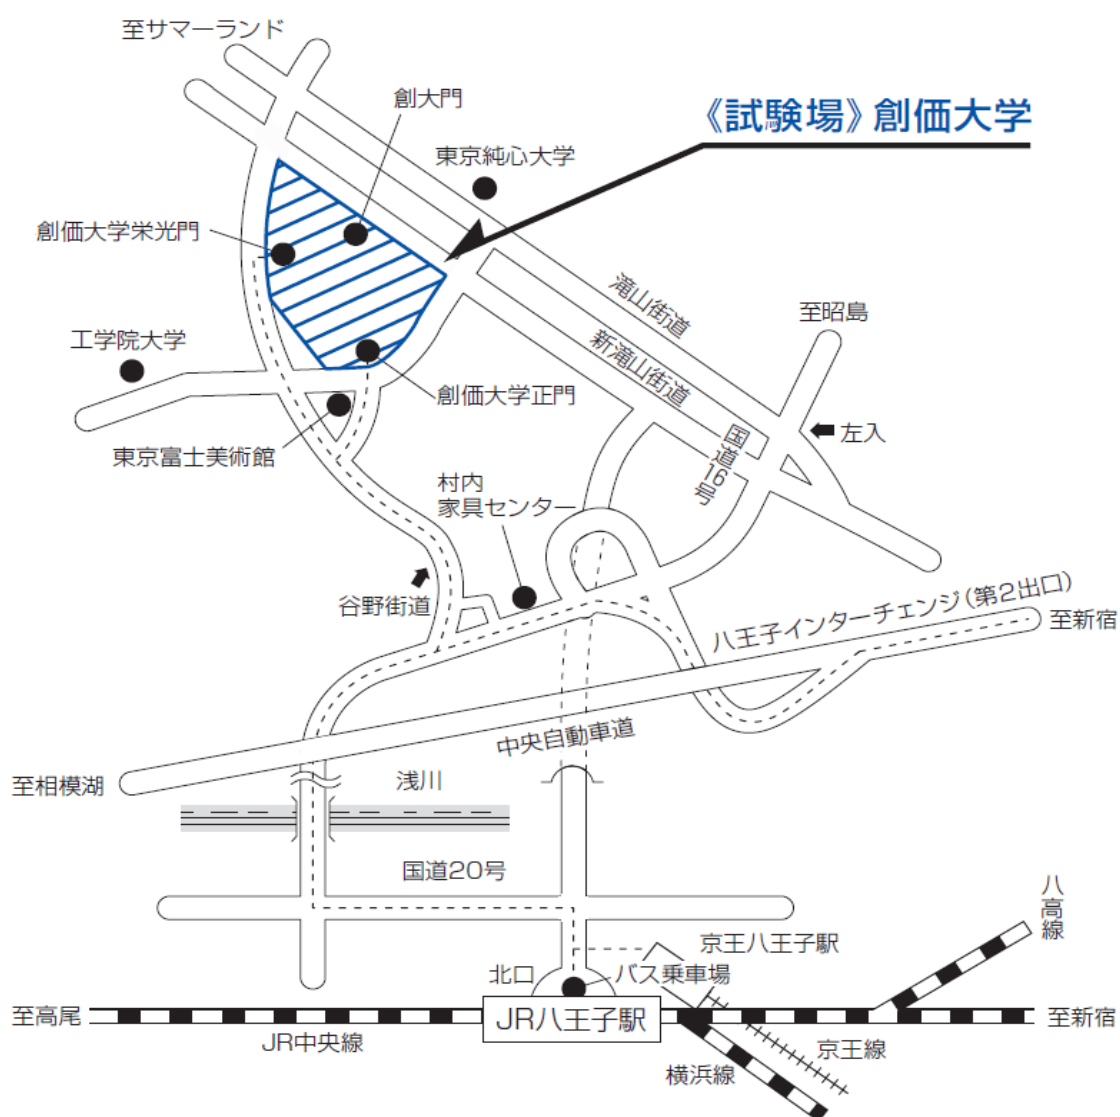 至サマーランド
創大門
《試験場》創価大学
東京純心大学
創価大学栄光門
滝山街道
至昭島
工学院大学
新滝山街道
創価大学正門
左入
国道16号
東京富士美術館
村内
家具センター
谷野街道
八王子インターチェンジ(第2出口)
至新宿
中央自動車道
至相模湖
浅川
国道20号
八高線
京王八王子駅
北口
バス乗車場
至高尾
JR八王子駅
至新宿
JR中央線
京王線
横浜線